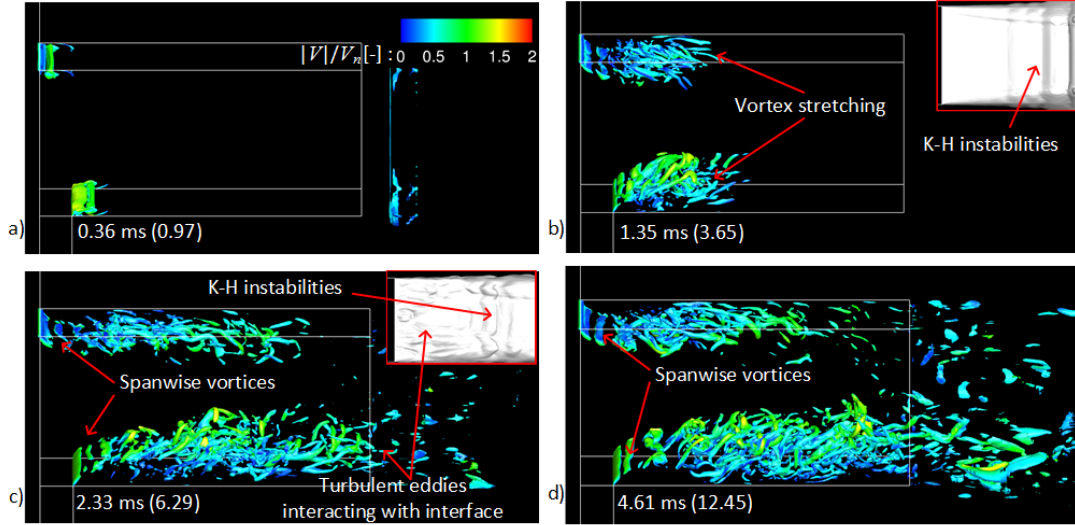 |V|/Vn[-] :
0 0.5 1 1.5 2
a)
0.36 ms (0.97)
Vortex stretching
K-H instabilities
b)
1.35 ms (3.65)
K-H instabilities
Spanwise vortices
Turbulent eddies
interacting with interface
c)
2.33 ms (6.29)
Spanwise vortices
d)
4.61 ms (12.45)